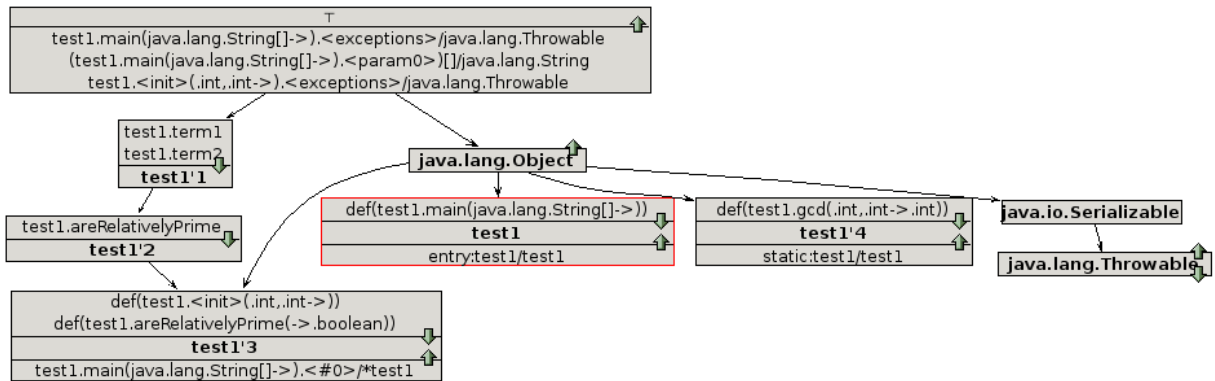 ⊤
test1.main(java.lang.String[]->).<exceptions>/java.lang.Throwable
(test1.main(java.lang.String[]->).<param0>)[]/java.lang.String
test1.<init>(.int,.int->).<exceptions>/java.lang.Throwable
test1.term1
test1.term2
test1'1
java.lang.Object
test1.areRelativelyPrime
test1'2
def(test1.main(java.lang.String[]->))
test1
entry:test1/test1
def(test1.gcd(.int,.int->.int))
test1'4
static:test1/test1
java.io.Serializable
java.lang.Throwable
def(test1.<init>(.int,.int->))
def(test1.areRelativelyPrime(->.boolean))
test1'3
test1.main(java.lang.String[]->).<#0>/*test1